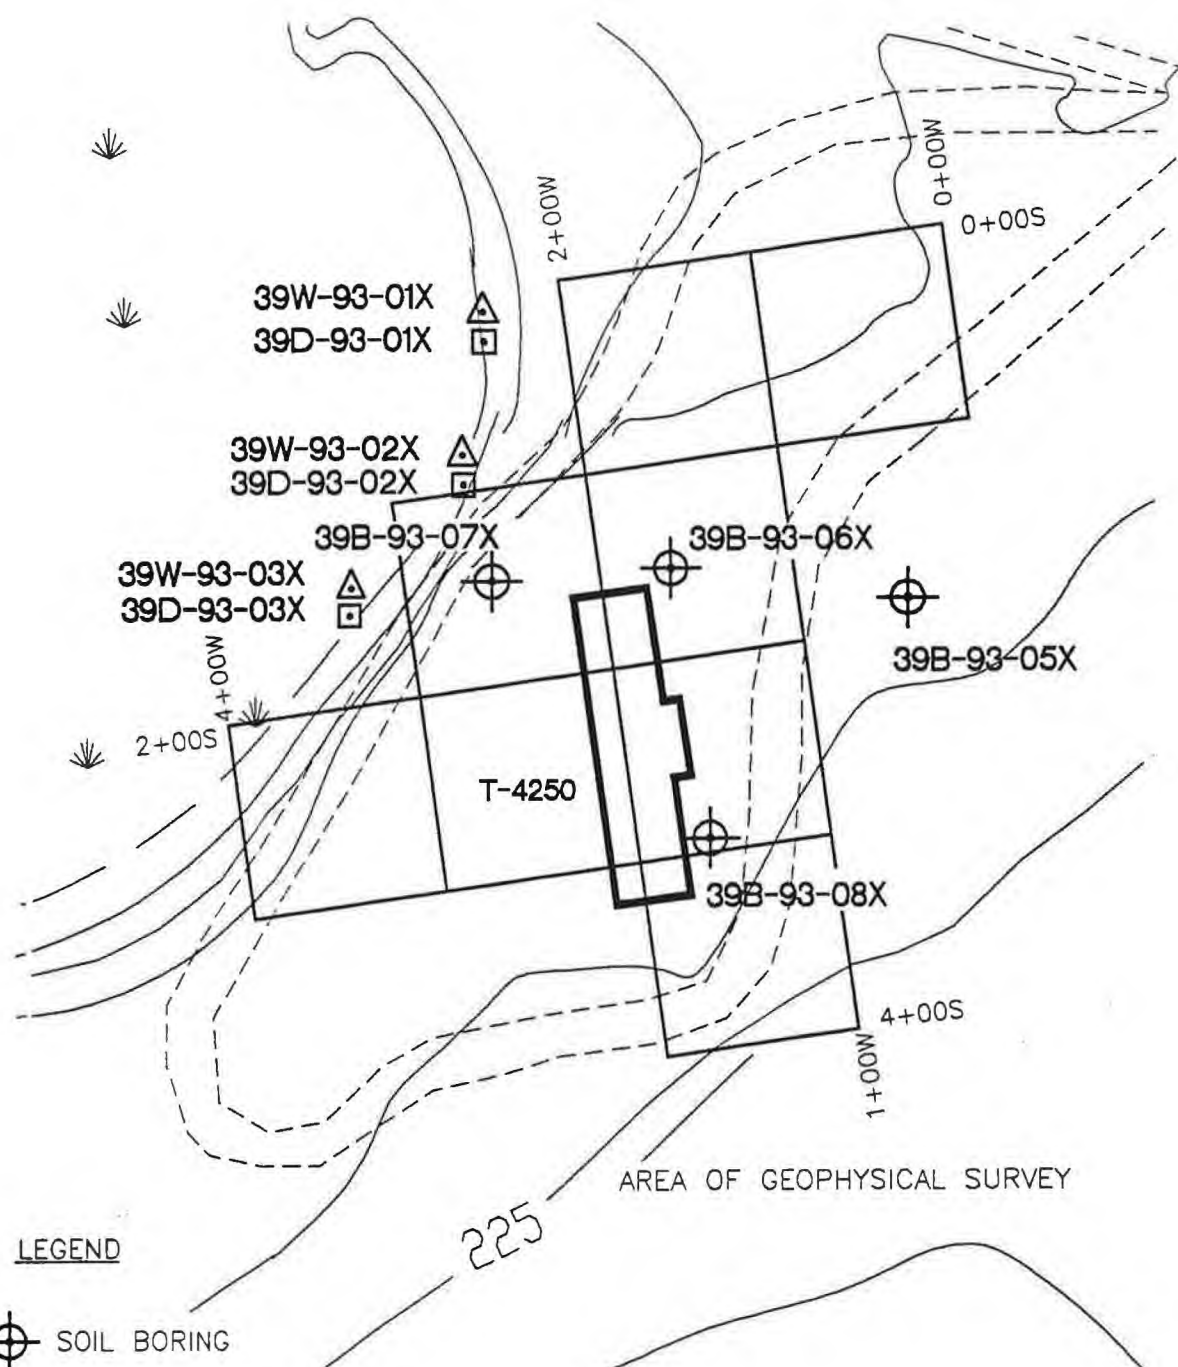 0+00W
2+00W
0+00S
39W-93-01X
39D-93-01X
39W-93-02X
39D-93-02X
39B-93-07X
39B-93-06X
39W-93-03X
39D-93-03X
39B-93-05X
4+00W
2+00S
T-4250
39B-93-08X
4+00S
1+00W
AREA OF GEOPHYSICAL SURVEY
225
LEGEND
SOIL BORING